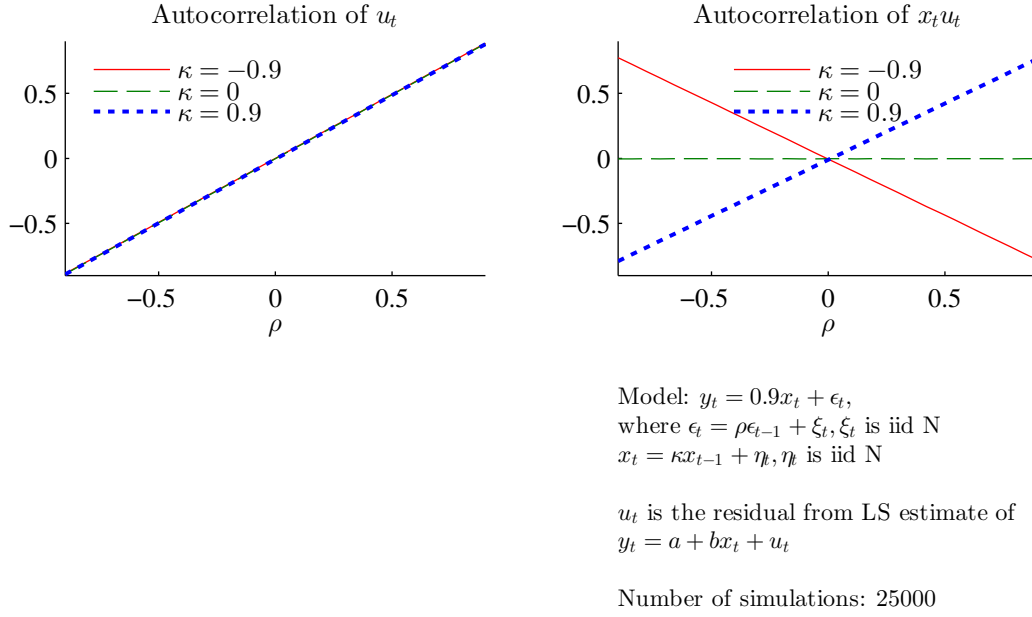 Autocorrelation of u_t
0.5
0
−0.5
κ = −0.9
κ = 0
κ = 0.9
−0.5 0 0.5
ρ
Autocorrelation of x_t u_t
0.5
0
−0.5
κ = −0.9
κ = 0
κ = 0.9
−0.5 0 0.5
ρ
Model: y_t = 0.9x_t + ϵ_t,
where ϵ_t = ρϵ_{t−1} + ξ_t, ξ_t is iid N
x_t = κx_{t−1} + η_t, η_t is iid N
u_t is the residual from LS estimate of
y_t = a + bx_t + u_t
Number of simulations: 25000